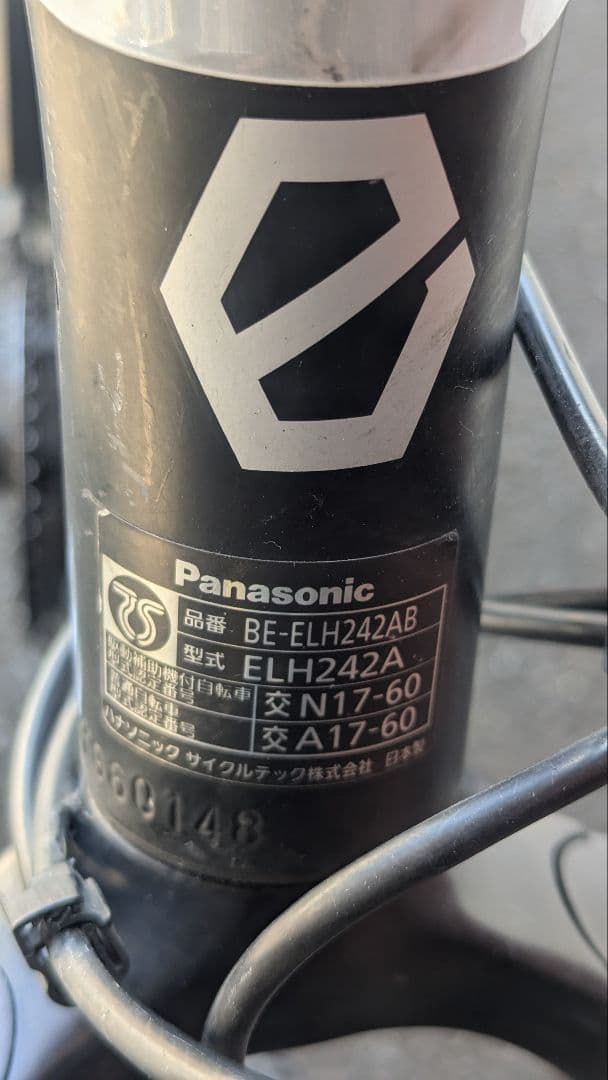 Panasonic
TS
品番 BE-ELH242AB
型式 ELH242A
駆動補助機付自転車
型式認定番号
交N17-60
普通自転車
型式認定番号
交A17-60
パナソニック サイクルテック株式会社 日本製
660148